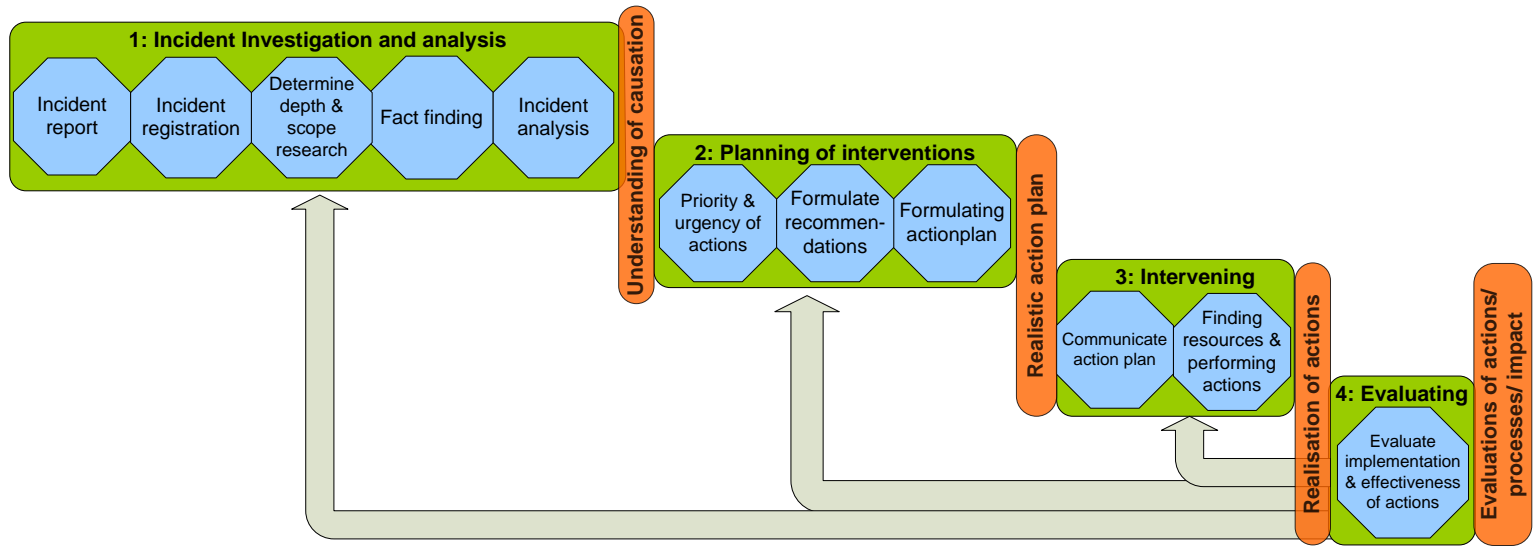 1: Incident Investigation and analysis
Incident
report
Incident
registration
Determine
depth &
scope
research
Fact finding
Incident
analysis
Understanding of causation
2: Planning of interventions
Priority &
urgency of
actions
Formulate
recommen-
dations
Formulating
actionplan
Realistic action plan
3: Intervening
Communicate
action plan
Finding
resources &
performing
actions
Realisation of actions
4: Evaluating
Evaluate
implementation
& effectiveness
of actions
Evaluations of actions/
processes/ impact